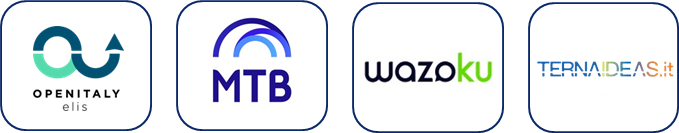 OPENITALY
elis
MTB
wazoku
TERNAIDEAS.it